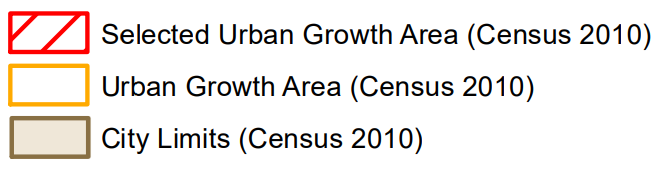 Selected Urban Growth Area (Census 2010)
Urban Growth Area (Census 2010)
City Limits (Census 2010)